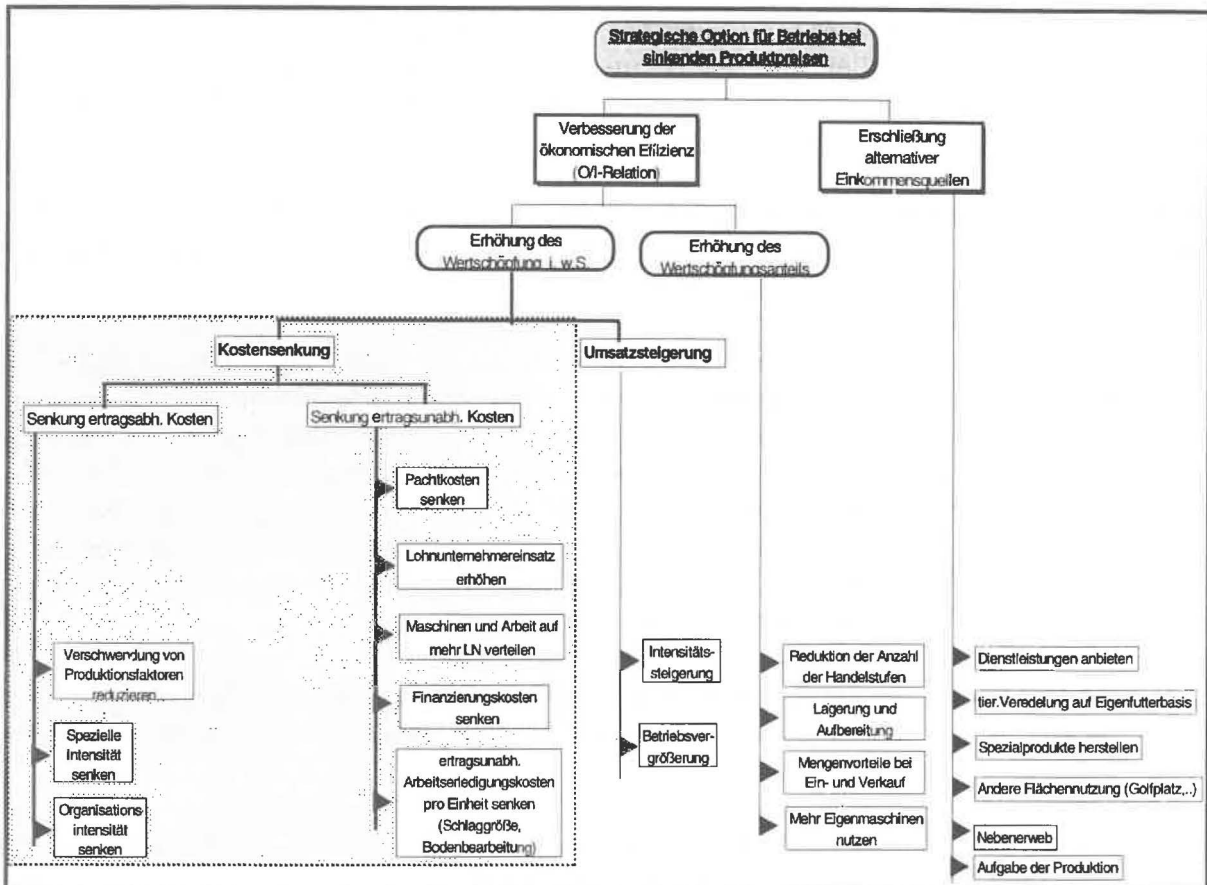 Strategische Option für Betriebe bei
sinkenden Produktpreisen
Verbesserung der
ökonomischen Effizienz
(O/I-Relation)
Erschließung
alternativer
Einkommensquellen
Erhöhung des
Wertschöpfung i. w.S.
Erhöhung des
Wertschöpfungsanteils
Kostensenkung
Umsatzsteigerung
Senkung ertragsabh. Kosten
Senkung ertragsunabh. Kosten
Verschwendung von
Produktionsfaktoren
reduzieren
Spezielle
Intensität
senken
Organisations-
intensität
senken
Pachtkosten
senken
Lohnunternehmereinsatz
erhöhen
Maschinen und Arbeit auf
mehr LN verteilen
Finanzierungskosten
senken
ertragsunabh.
Arbeitserledigungskosten
pro Einheit senken
(Schlaggröße,
Bodenbearbeitung)
Intensitäts-
steigerung
Betriebsver-
größerung
Reduktion der Anzahl
der Handelstufen
Lagerung und
Aufbereitung
Mengenvorteile bei
Ein- und Verkauf
Mehr Eigenmaschinen
nutzen
Dienstleistungen anbieten
tier.Veredelung auf Eigenfutterbasis
Spezialprodukte herstellen
Andere Flächennutzung (Golfplatz,..)
Nebenerweb
Aufgabe der Produktion